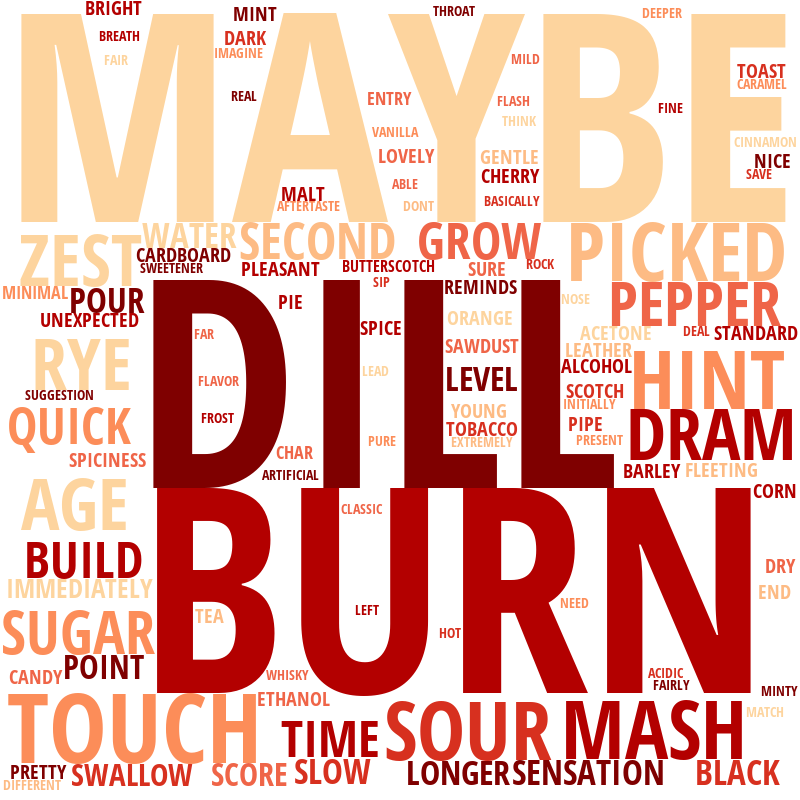 MAYBE
BRIGHT
MINT
THROAT
DEEPER
BREATH
DARK
IMAGINE
FAIR
MILD
TOAST
CARAMEL
REAL
ENTRY
FLASH
FINE
THINK
VANILLA
CINNAMON
LOVELY
GENTLE
NICE
CHERRY
SAVE
ABLE
MALT
AFTERTASTE
DONT
BASICALLY
ZEST
WATER
SECOND
GROW
PICKED
CARDBOARD
SWEETENER
PLEASANT
BUTTERSCOTCH
SURE
ROCK
SIP
MINIMAL
POUR
PIE
REMINDS
NOSE
PEPPER
UNEXPECTED
SPICE
ORANGE
ACETONE
DEAL
STANDARD
DILL
FAR
SAWDUST
LEATHER
RYE
LEAD
LEVEL
ALCOHOL
HINT
FLAVOR
SCOTCH
SUGGESTION
INITIALLY
FROST
YOUNG
QUICK
TOBACCO
PIPE
DRAM
PURE
EXTREMELY
PRESENT
CHAR
SPICINESS
ARTIFICIAL
BARLEY
FLEETING
AGE
CORN
BURN
CLASSIC
BUILD
DRY
IMMEDIATELY
END
LEFT
NEED
TEA
SUGAR
HOT
POINT
CANDY
WHISKY
ACIDIC
FAIRLY
MINTY
TOUCH
ETHANOL
MATCH
TIME
SOUR
MASH
PRETTY
SWALLOW
SCORE
SLOW
LONGER
SENSATION
BLACK
DIFFERENT